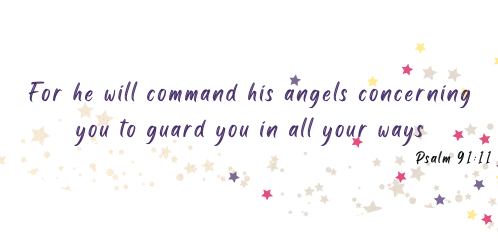 For he will command his angels concerning
you to guard you in all your ways
Psalm 91:11